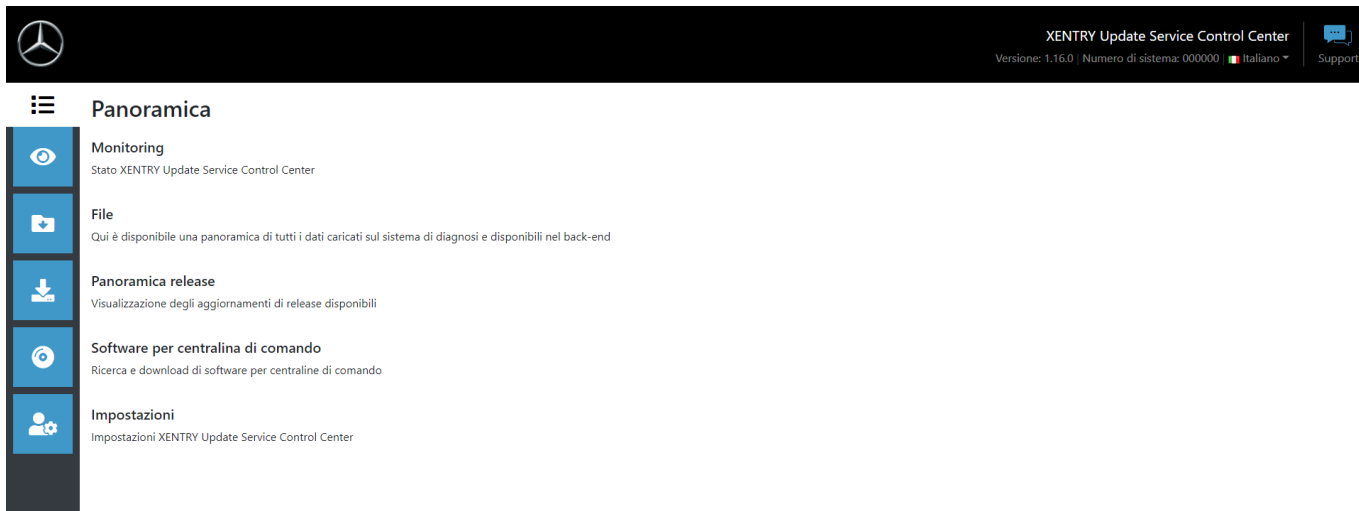 XENTRY Update Service Control Center
Versione: 1.16.0 | Numero di sistema: 000000 | Italiano
Support
Panoramica
Monitoring
Stato XENTRY Update Service Control Center
File
Qui è disponibile una panoramica di tutti i dati caricati sul sistema di diagnosi e disponibili nel back-end
Panoramica release
Visualizzazione degli aggiornamenti di release disponibili
Software per centralina di comando
Ricerca e download di software per centraline di comando
Impostazioni
Impostazioni XENTRY Update Service Control Center